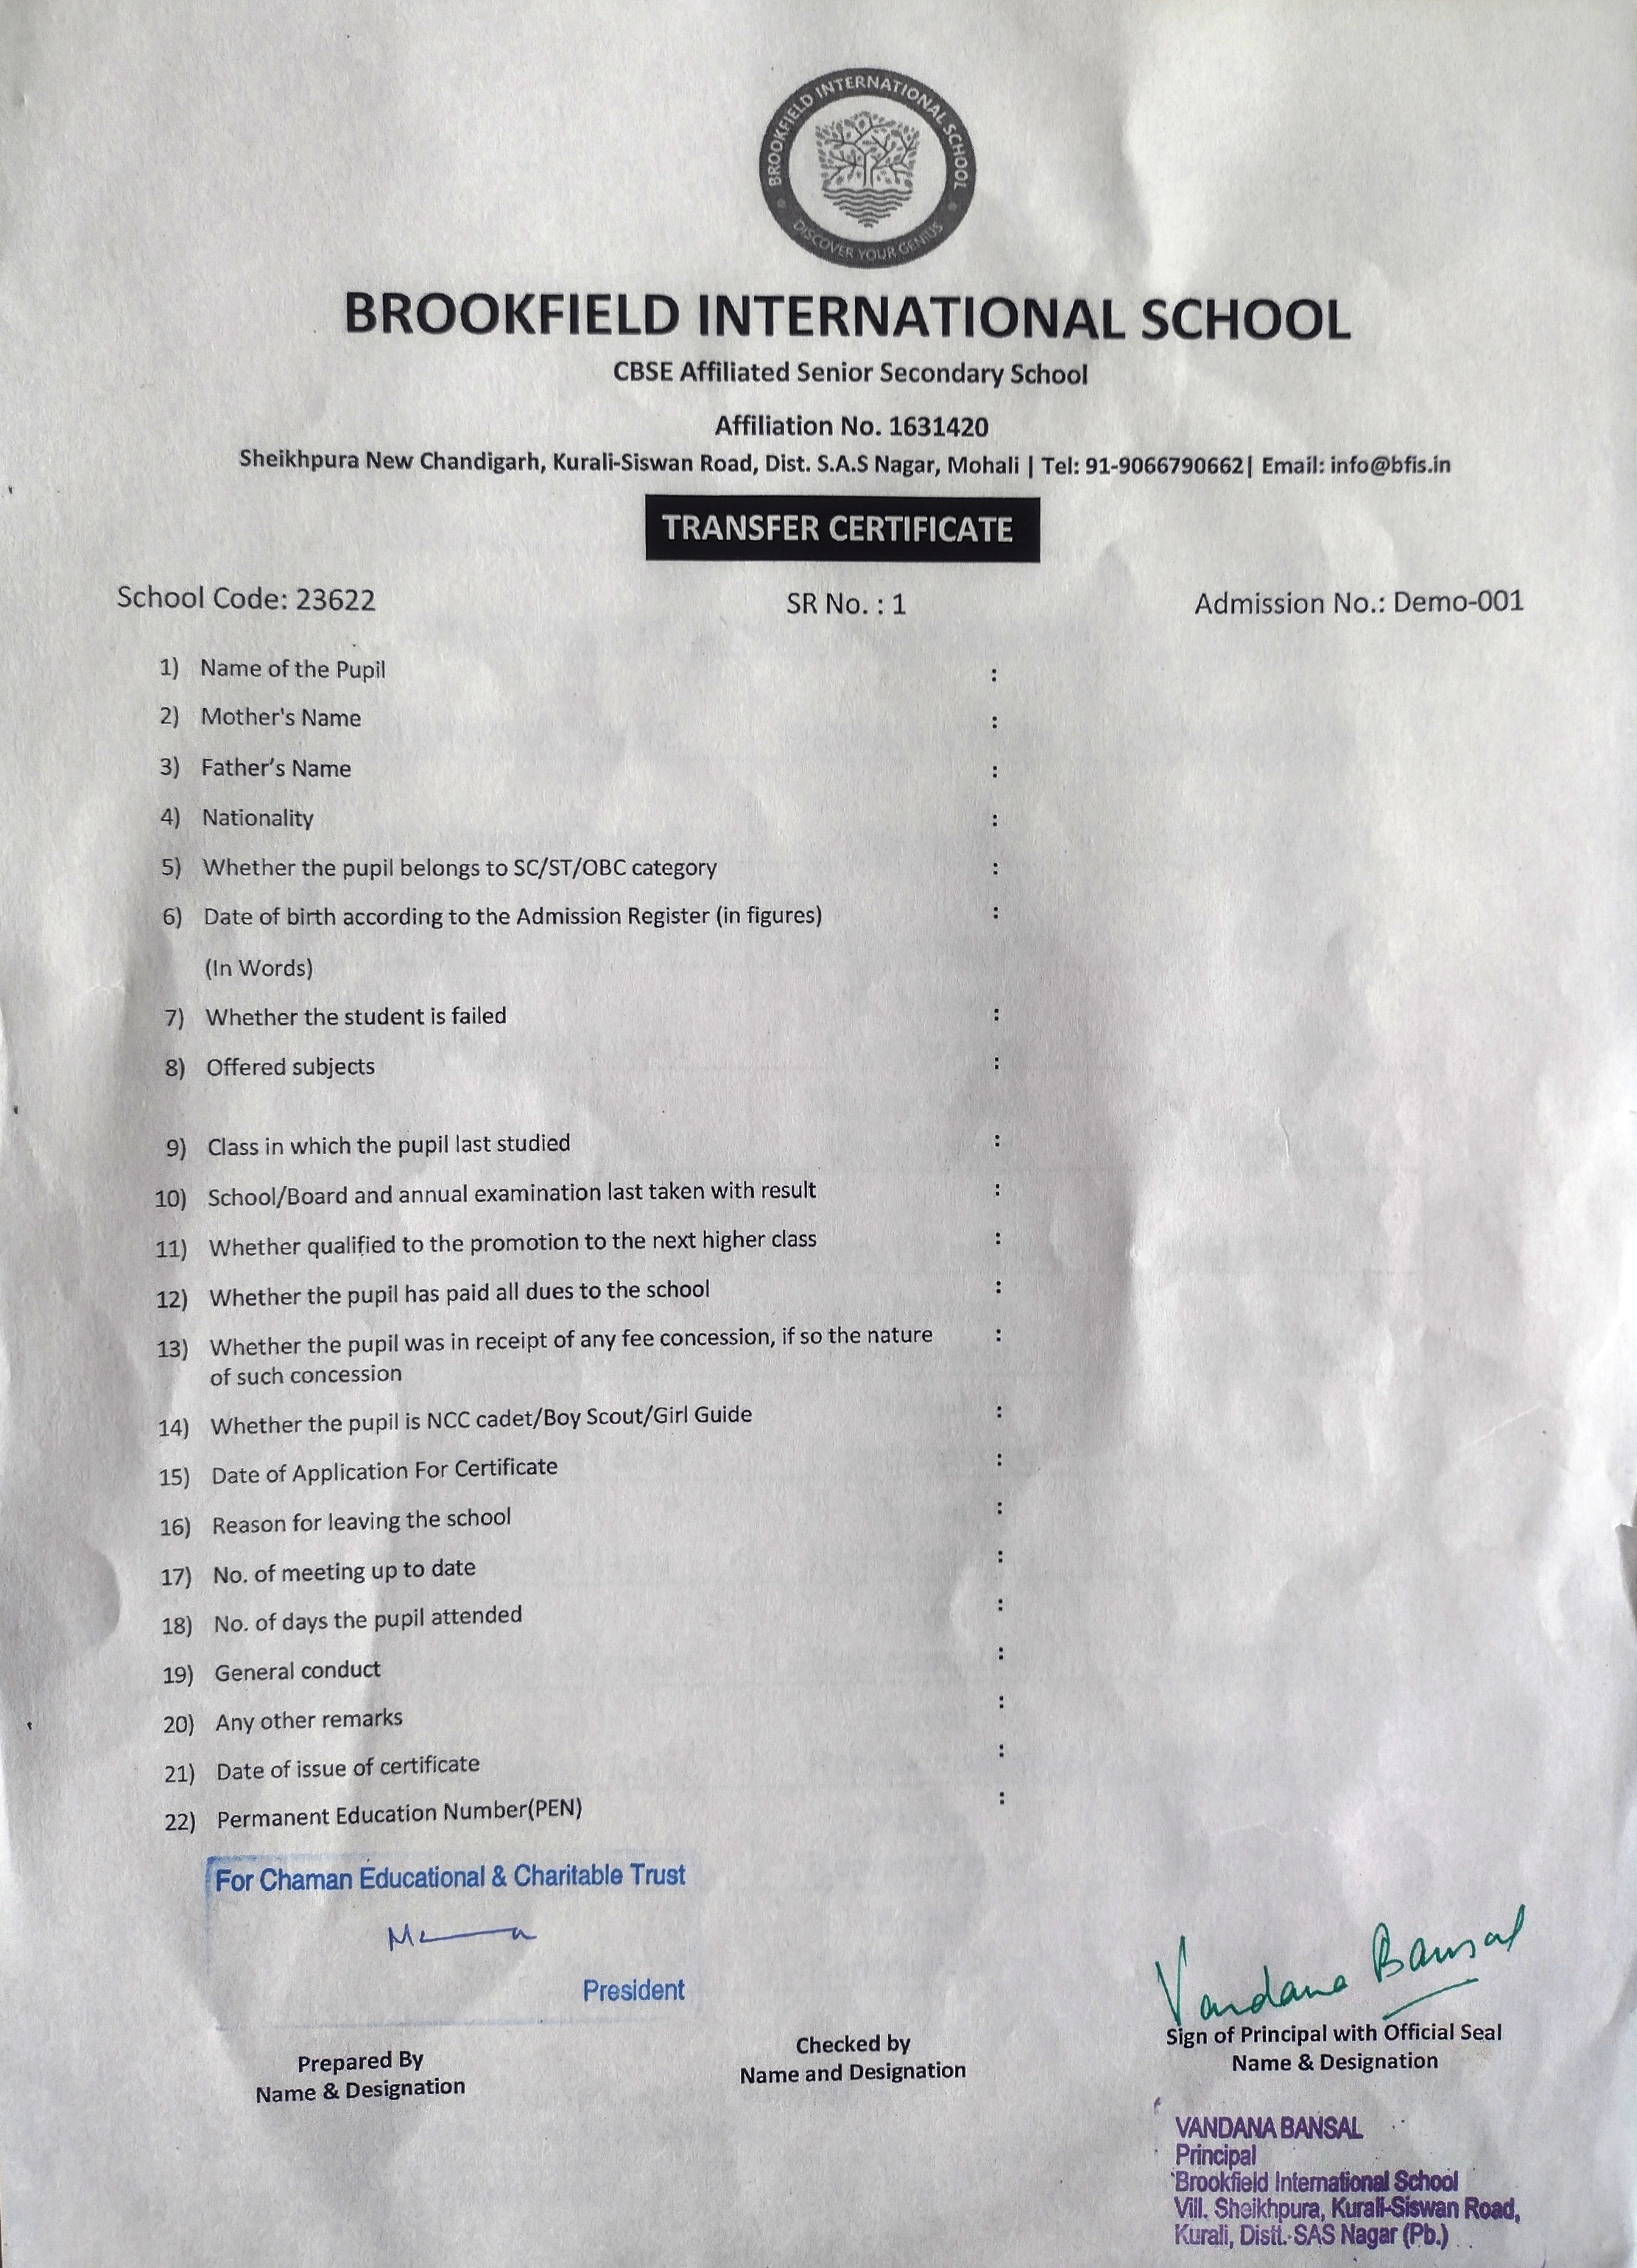 BROOKFIELD INTERNATIONAL SCHOOL
DISCOVER YOUR GENIUS
BROOKFIELD INTERNATIONAL SCHOOL
CBSE Affiliated Senior Secondary School
Affiliation No. 1631420
Sheikhpura New Chandigarh, Kurali-Siswan Road, Dist. S.A.S Nagar, Mohali | Tel: 91-9066790662| Email: info@bfis.in
TRANSFER CERTIFICATE
School Code: 23622 SR No. : 1 Admission No.: Demo-001
1) Name of the Pupil :
2) Mother's Name :
3) Father's Name :
4) Nationality :
5) Whether the pupil belongs to SC/ST/OBC category :
6) Date of birth according to the Admission Register (in figures) :
(In Words)
7) Whether the student is failed :
8) Offered subjects :
9) Class in which the pupil last studied :
10) School/Board and annual examination last taken with result :
11) Whether qualified to the promotion to the next higher class :
12) Whether the pupil has paid all dues to the school :
13) Whether the pupil was in receipt of any fee concession, if so the nature :
of such concession
14) Whether the pupil is NCC cadet/Boy Scout/Girl Guide :
15) Date of Application For Certificate :
16) Reason for leaving the school :
17) No. of meeting up to date :
18) No. of days the pupil attended :
19) General conduct :
20) Any other remarks :
21) Date of issue of certificate :
22) Permanent Education Number(PEN) :
For Chaman Educational & Charitable Trust
President
Vandana Bansal
Prepared By
Name & Designation
Checked by
Name and Designation
Sign of Principal with Official Seal
Name & Designation
VANDANA BANSAL
Principal
Brookfield International School
Vill. Sheikhpura, Kurali-Siswan Road,
Kurali, Distt. SAS Nagar (Pb.)